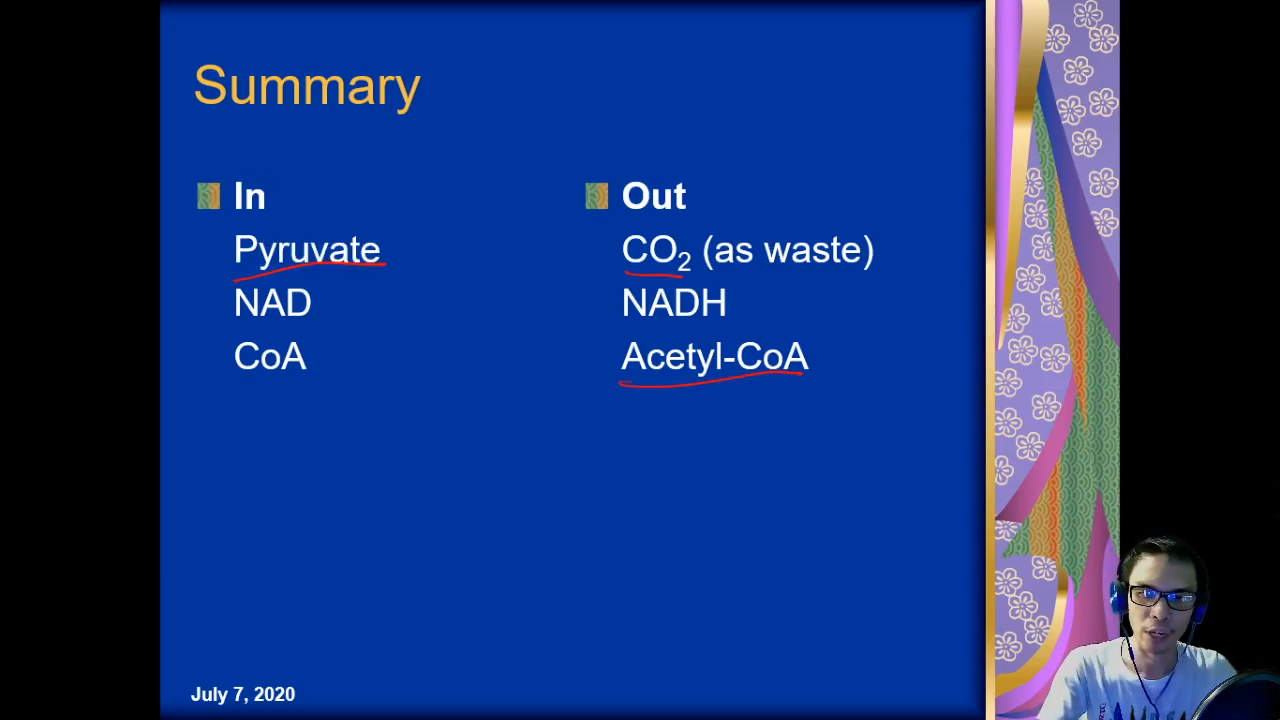 Summary
In
Pyruvate
NAD
CoA
Out
CO₂ (as waste)
NADH
Acetyl-CoA
July 7, 2020